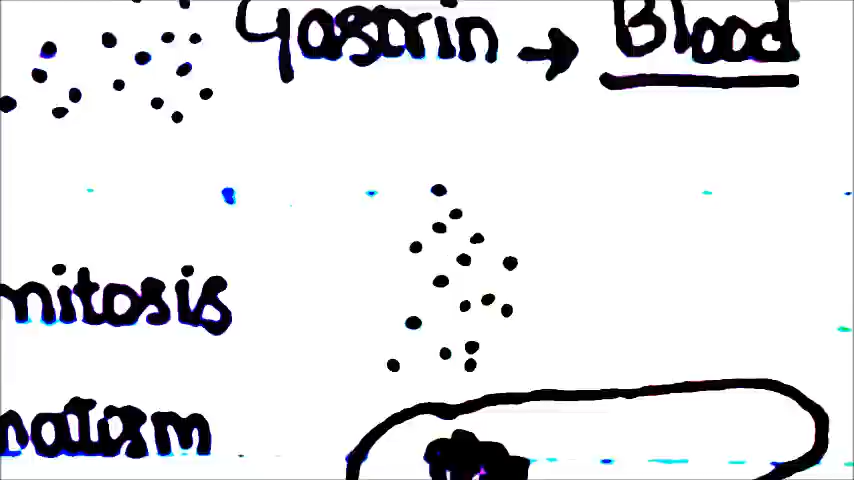 Gastrin → Blood
mitosis